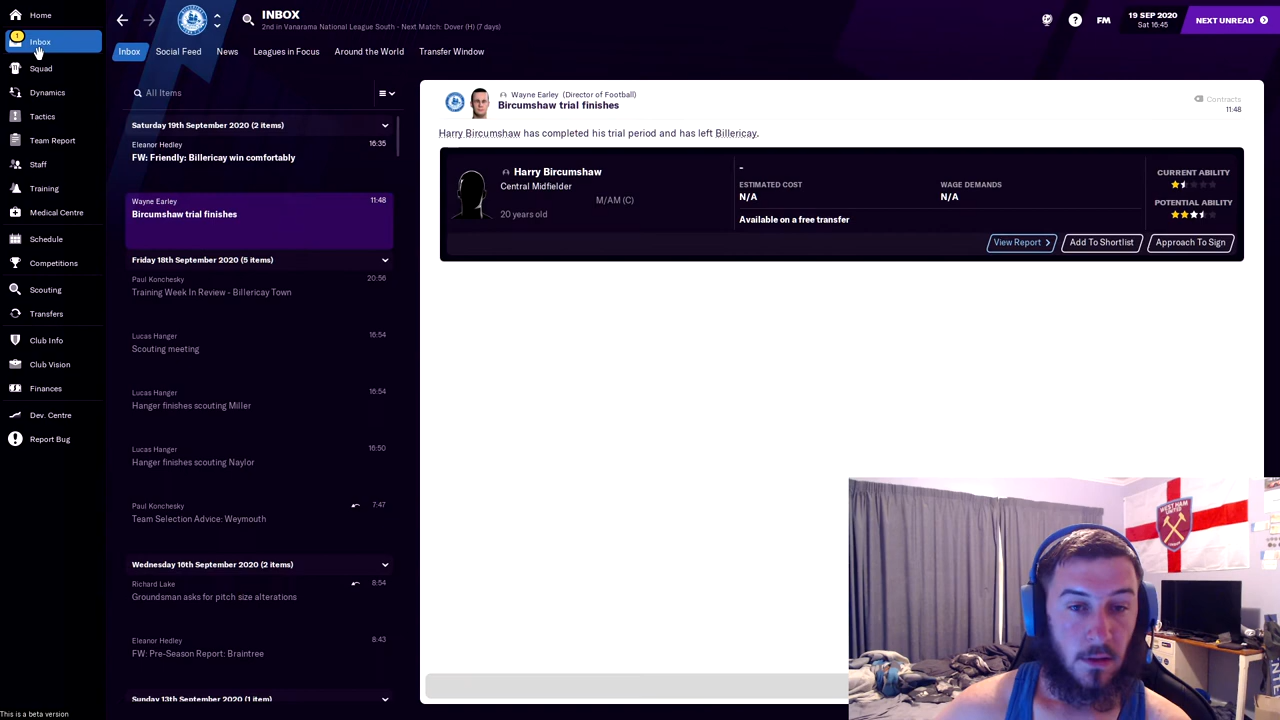 Home
1
Inbox
Squad
Dynamics
Tactics
Team Report
Staff
Training
Medical Centre
Schedule
Competitions
Scouting
Transfers
Club Info
Club Vision
Finances
Dev. Centre
Report Bug
This is a beta version
INBOX
2nd in Vanarama National League South - Next Match: Dover (H) (7 days)
?
FM
19 SEP 2020
Sat 16:45
NEXT UNREAD
Inbox
Social Feed
News
Leagues in Focus
Around the World
Transfer Window
All Items
Saturday 19th September 2020 (2 items)
Eleanor Hedley 16:35
FW: Friendly: Billericay win comfortably
Wayne Earley 11:48
Bircumshaw trial finishes
Friday 18th September 2020 (5 items)
Paul Konchesky 20:56
Training Week In Review - Billericay Town
Lucas Hanger 16:54
Scouting meeting
Lucas Hanger 16:54
Hanger finishes scouting Miller
Lucas Hanger 16:50
Hanger finishes scouting Naylor
Paul Konchesky 7:47
Team Selection Advice: Weymouth
Wednesday 16th September 2020 (2 items)
Richard Lake 8:54
Groundsman asks for pitch size alterations
Eleanor Hedley 8:43
FW: Pre-Season Report: Braintree
Sunday 13th September 2020 (1 item)
Wayne Earley (Director of Football)
Bircumshaw trial finishes
Contracts
11:48
Harry Bircumshaw has completed his trial period and has left Billericay.
Harry Bircumshaw
Central Midfielder
M/AM (C)
20 years old
-
ESTIMATED COST
N/A
WAGE DEMANDS
N/A
Available on a free transfer
CURRENT ABILITY
POTENTIAL ABILITY
View Report
Add To Shortlist
Approach To Sign
WEST HAM
UNITED